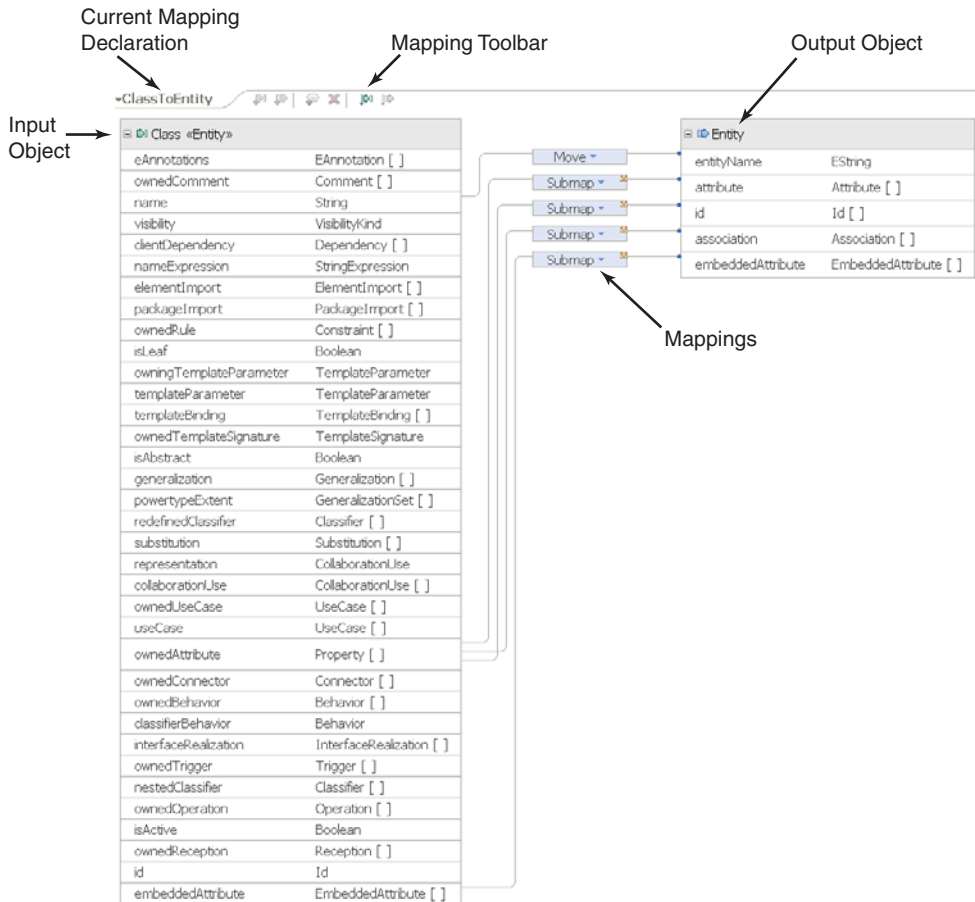 Current Mapping
Declaration
Mapping Toolbar
Output Object
ClassToEntity
Input
Object
Class «Entity»
eAnnotations EAnnotation [ ]
ownedComment Comment [ ]
name String
visibility VisibilityKind
clientDependency Dependency [ ]
nameExpression StringExpression
elementImport ElementImport [ ]
packageImport PackageImport [ ]
ownedRule Constraint [ ]
isLeaf Boolean
owningTemplateParameter TemplateParameter
templateParameter TemplateParameter
templateBinding TemplateBinding [ ]
ownedTemplateSignature TemplateSignature
isAbstract Boolean
generalization Generalization [ ]
powertypeExtent GeneralizationSet [ ]
redefinedClassifier Classifier [ ]
substitution Substitution [ ]
representation CollaborationUse
collaborationUse CollaborationUse [ ]
ownedUseCase UseCase [ ]
useCase UseCase [ ]
ownedAttribute Property [ ]
ownedConnector Connector [ ]
ownedBehavior Behavior [ ]
classifierBehavior Behavior
interfaceRealization InterfaceRealization [ ]
ownedTrigger Trigger [ ]
nestedClassifier Classifier [ ]
ownedOperation Operation [ ]
isActive Boolean
ownedReception Reception [ ]
id Id
embeddedAttribute EmbeddedAttribute [ ]
Move
Submap
Submap
Submap
Submap
Mappings
Entity
entityName EString
attribute Attribute [ ]
id Id [ ]
association Association [ ]
embeddedAttribute EmbeddedAttribute [ ]